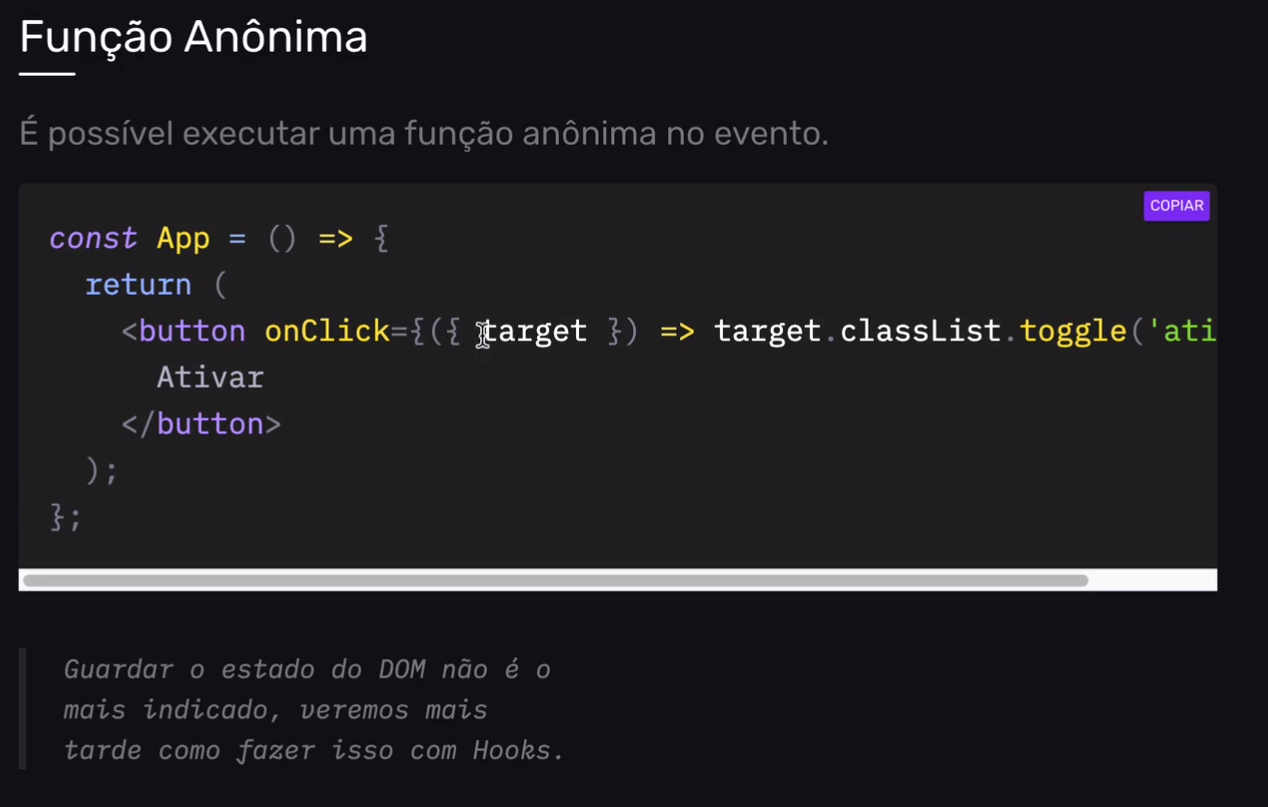 Função Anônima
É possível executar uma função anônima no evento.
COPIAR
const App = () => {
return (
<button onClick={({ target }) => target.classList.toggle('ati
Ativar
</button>
);
};
Guardar o estado do DOM não é o
mais indicado, veremos mais
tarde como fazer isso com Hooks.